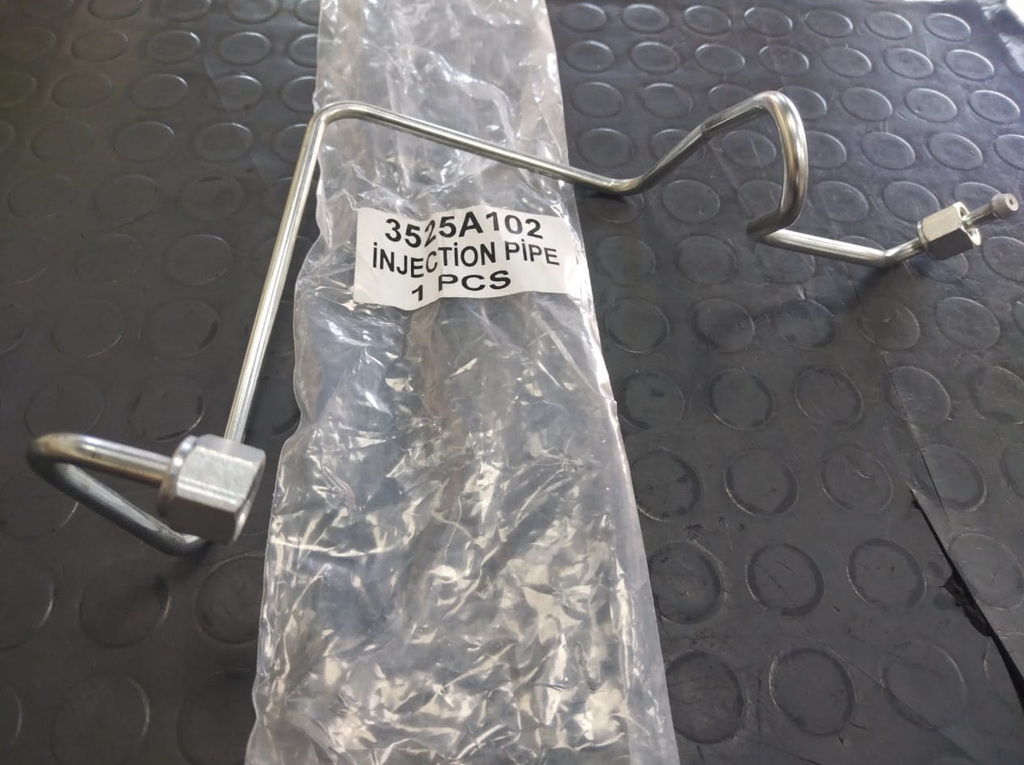 3525A102
İNJECTİON PİPE
1 PCS